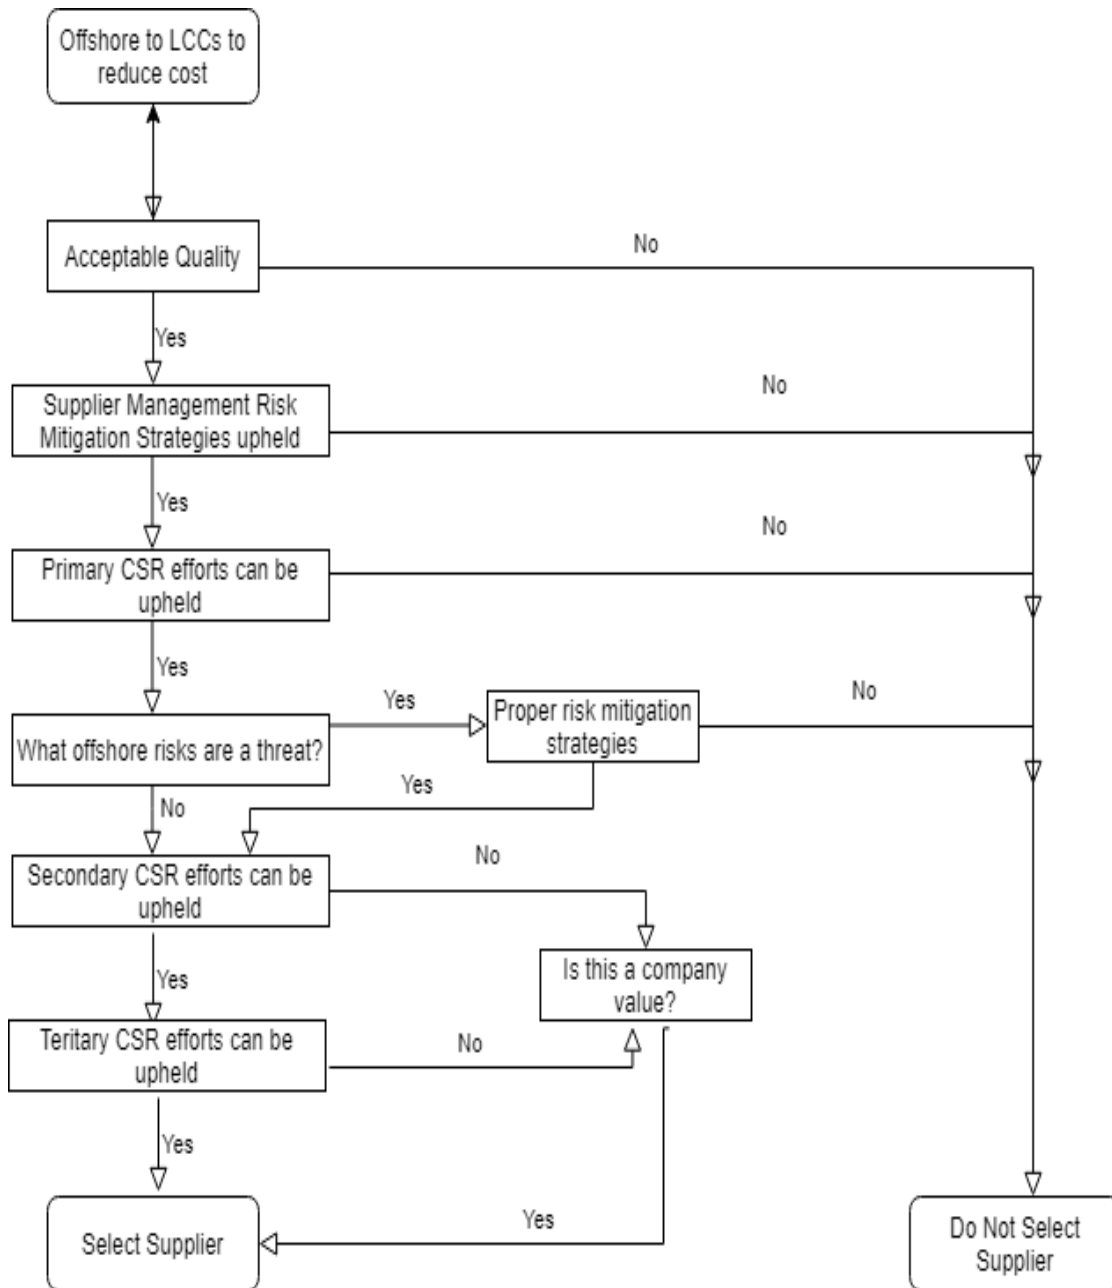 Offshore to LCCs to
reduce cost
Acceptable Quality
No
Yes
Supplier Management Risk
Mitigation Strategies upheld
No
Yes
Primary CSR efforts can be
upheld
No
Yes
What offshore risks are a threat?
Yes
Proper risk mitigation
strategies
No
Yes
No
Secondary CSR efforts can be
upheld
No
Yes
Is this a company
value?
Teritary CSR efforts can be
upheld
No
Yes
Yes
Select Supplier
Do Not Select
Supplier